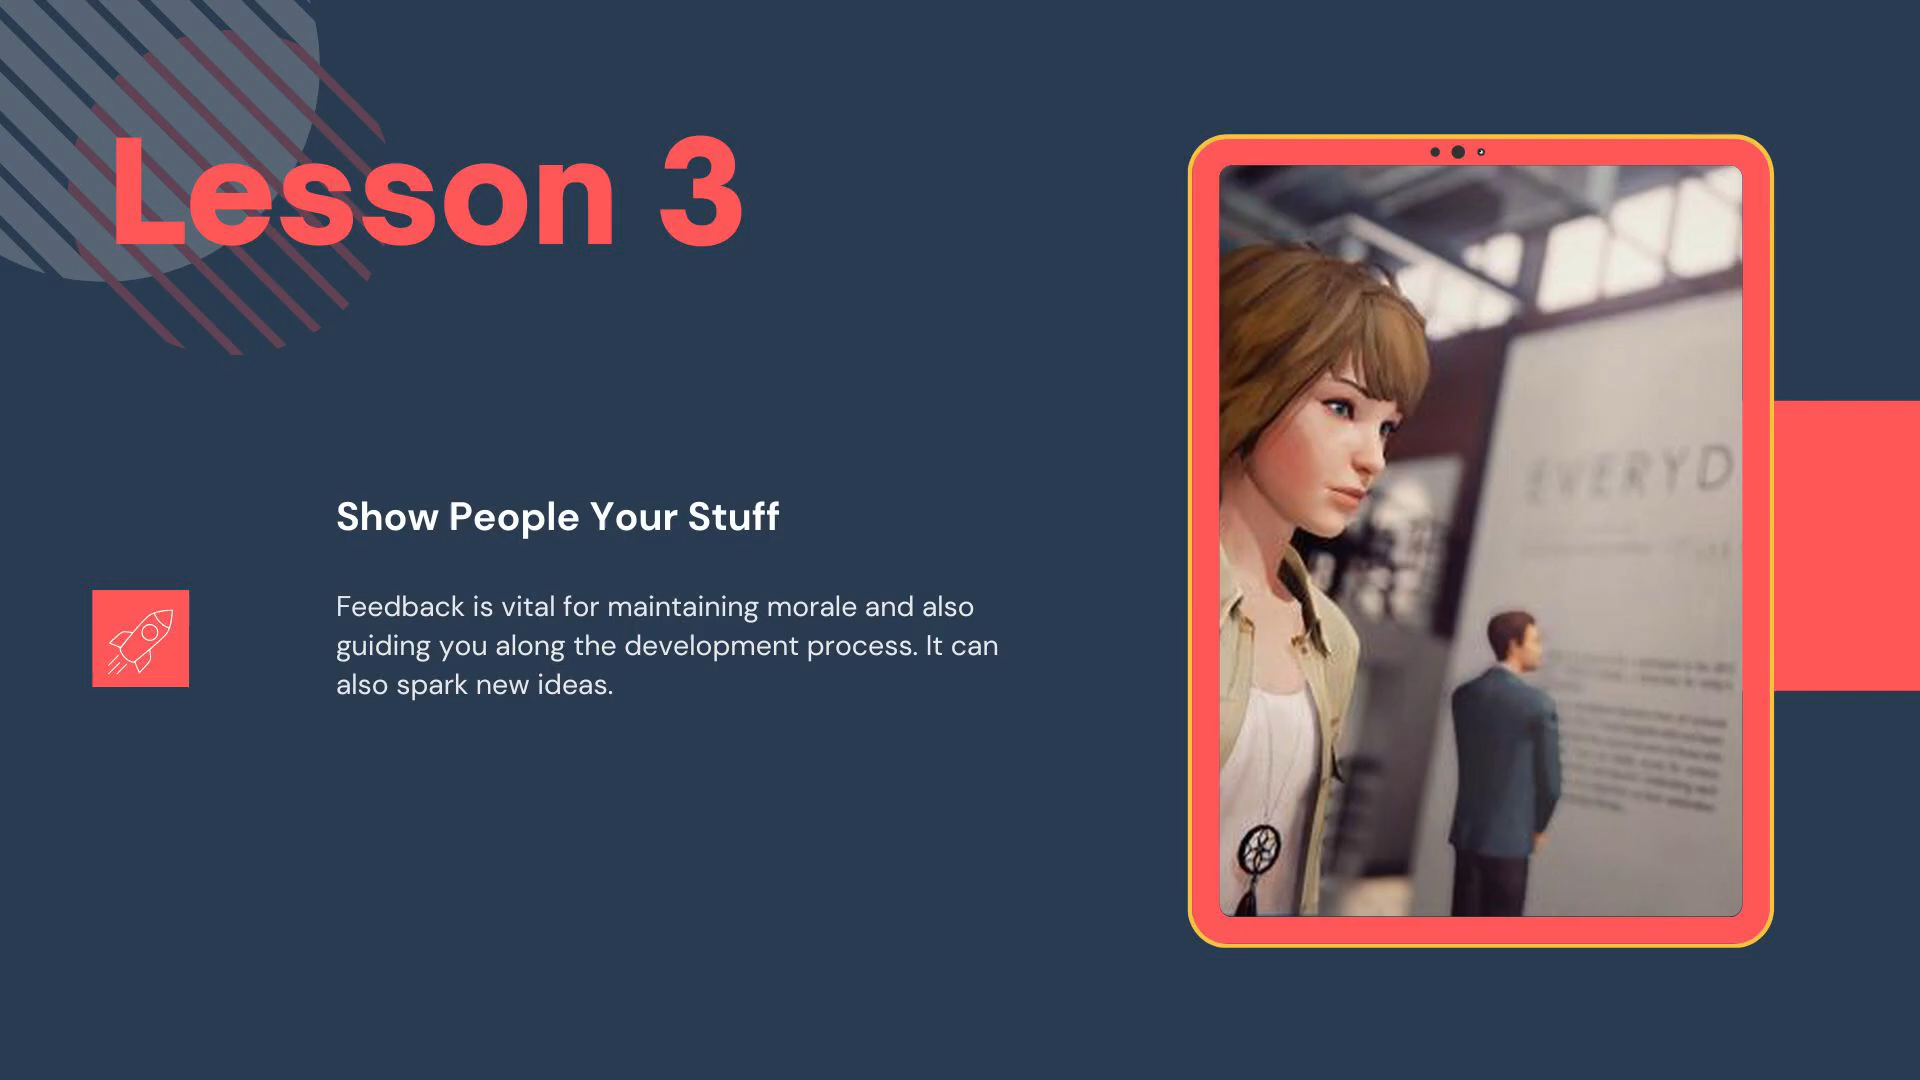 Lesson 3
Show People Your Stuff
Feedback is vital for maintaining morale and also
guiding you along the development process. It can
also spark new ideas.
EVERYD